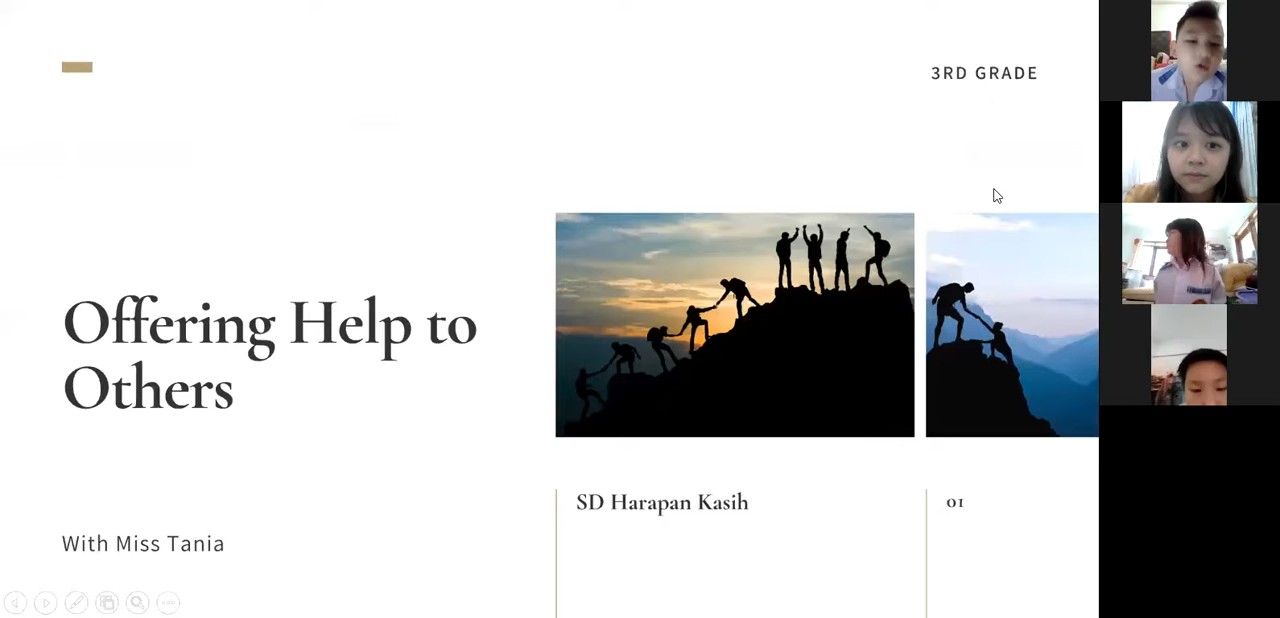 3RD GRADE
Offering Help to
Others
SD Harapan Kasih
01
With Miss Tania